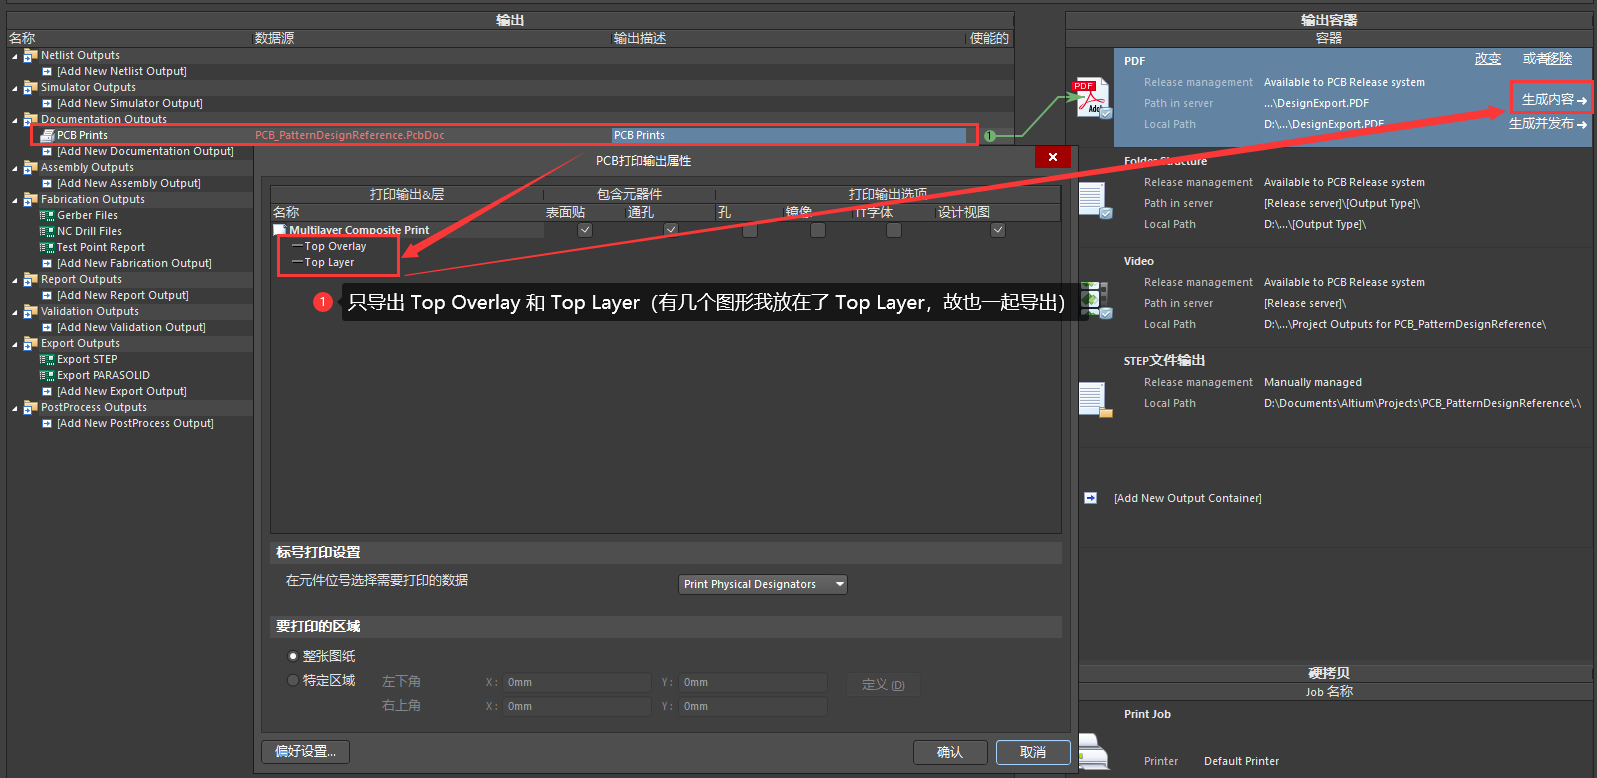 输出
名称 数据源 输出描述 使能的
Netlist Outputs
[Add New Netlist Output]
Simulator Outputs
[Add New Simulator Output]
Documentation Outputs
PCB Prints PCB_PatternDesignReference.PcbDoc PCB Prints 1
[Add New Documentation Output]
Assembly Outputs
[Add New Assembly Output]
Fabrication Outputs
Gerber Files
NC Drill Files
Test Point Report
[Add New Fabrication Output]
Report Outputs
[Add New Report Output]
Validation Outputs
[Add New Validation Output]
Export Outputs
Export STEP
Export PARASOLID
[Add New Export Output]
PostProcess Outputs
[Add New PostProcess Output]
PCB打印输出属性
打印输出&层 包含元器件 打印输出选项
名称 表面贴 通孔 孔 镜像 TT字体 设计视图
Multilayer Composite Print
Top Overlay
Top Layer
1 只导出 Top Overlay 和 Top Layer（有几个图形我放在了 Top Layer，故也一起导出）
标号打印设置
在元件位号选择需要打印的数据 Print Physical Designators
要打印的区域
整张图纸
特定区域 左下角 X: 0mm Y: 0mm 定义 (D)
右上角 X: 0mm Y: 0mm
偏好设置... 确认 取消
输出容器
容器
PDF 改变 或者移除
Release management Available to PCB Release system
Path in server ...\DesignExport.PDF 生成内容
Local Path D:\...\DesignExport.PDF 生成并发布
PDF
Adobe
Folder Structure
Release management Available to PCB Release system
Path in server [Release server]\[Output Type]\
Local Path D:\...\[Output Type]\
Video
Release management Available to PCB Release system
Path in server [Release server]\
Local Path D:\...\Project Outputs for PCB_PatternDesignReference\
STEP文件输出
Release management Manually managed
Local Path D:\Documents\Altium\Projects\PCB_PatternDesignReference\.\
[Add New Output Container]
硬拷贝
Job 名称
Print Job
Printer Default Printer